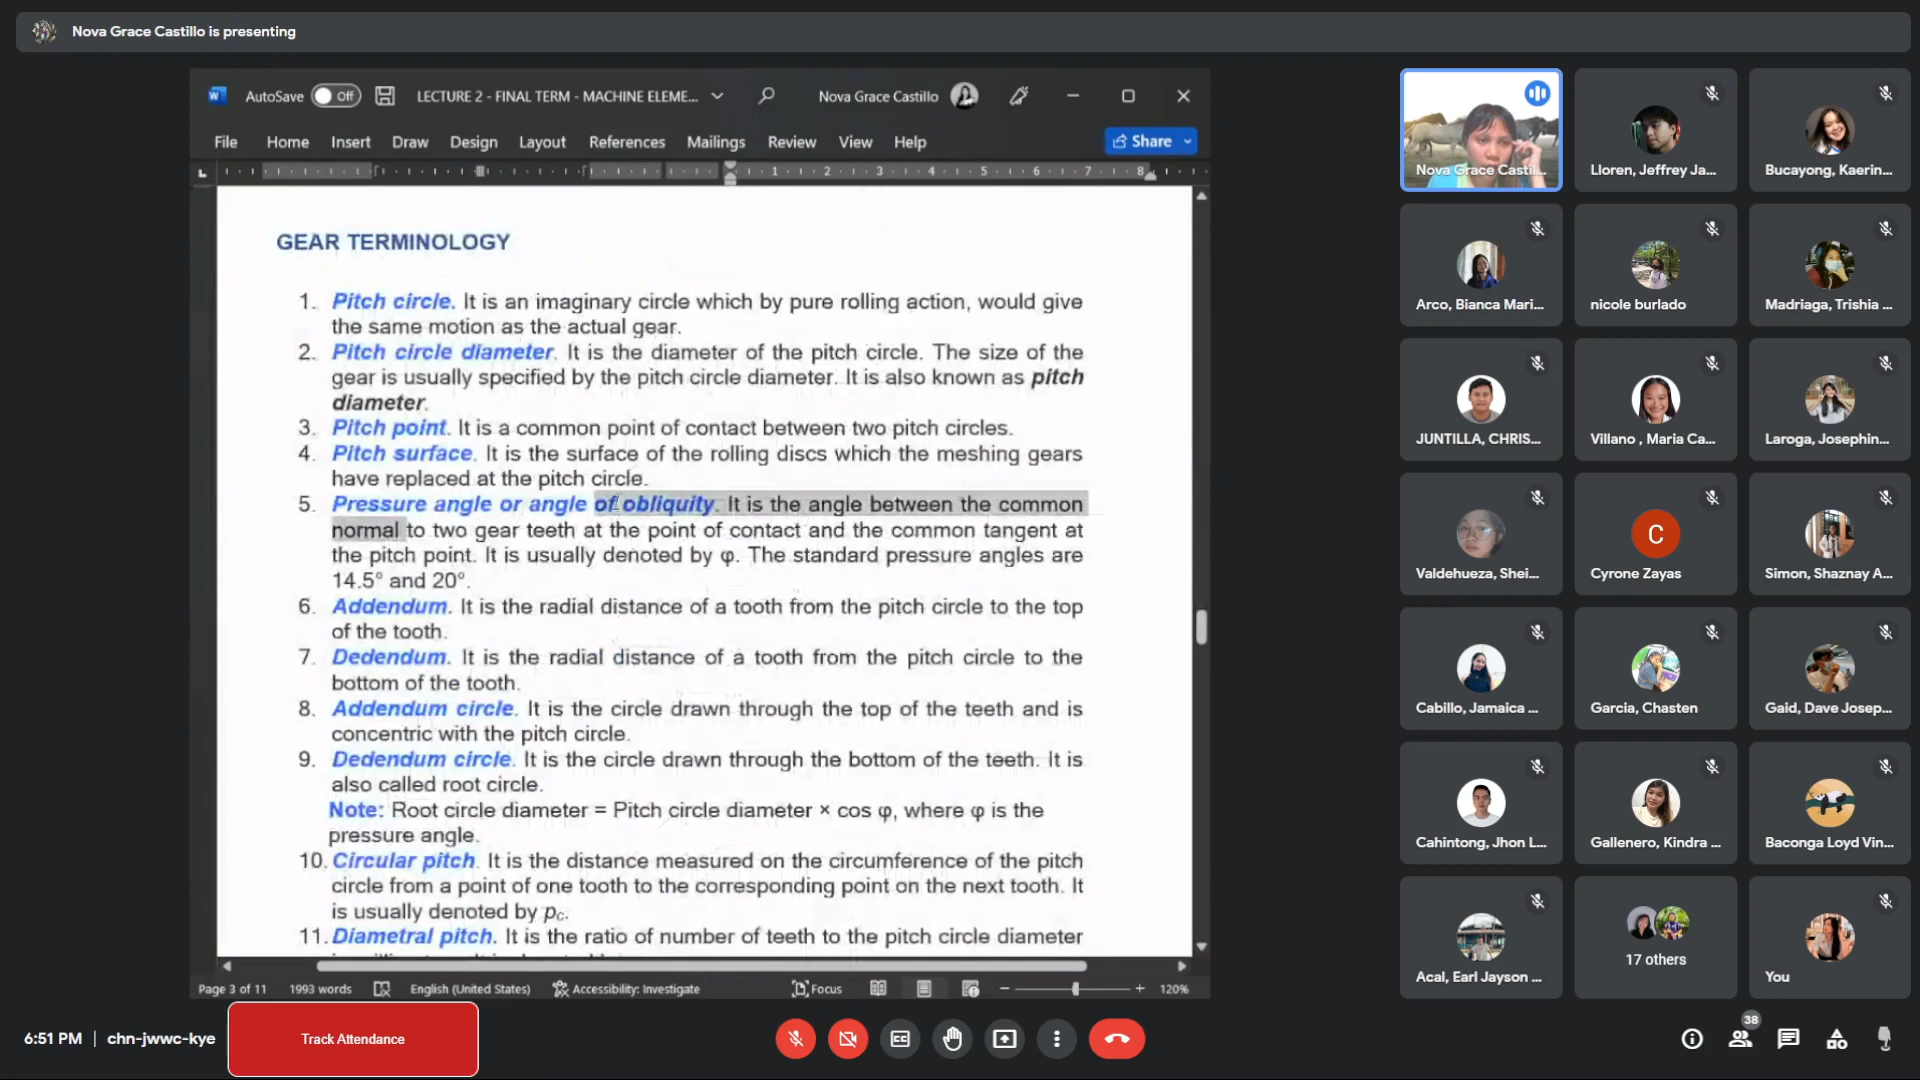 Nova Grace Castillo is presenting
AutoSave Off LECTURE 2 - FINAL TERM - MACHINE ELEME... Nova Grace Castillo
File Home Insert Draw Design Layout References Mailings Review View Help Share
1 2 3 4 5 6 7 8
GEAR TERMINOLOGY
1. Pitch circle. It is an imaginary circle which by pure rolling action, would give
the same motion as the actual gear.
2. Pitch circle diameter. It is the diameter of the pitch circle. The size of the
gear is usually specified by the pitch circle diameter. It is also known as pitch
diameter.
3. Pitch point. It is a common point of contact between two pitch circles.
4. Pitch surface. It is the surface of the rolling discs which the meshing gears
have replaced at the pitch circle.
5. Pressure angle or angle of obliquity. It is the angle between the common
normal to two gear teeth at the point of contact and the common tangent at
the pitch point. It is usually denoted by φ. The standard pressure angles are
14.5° and 20°.
6. Addendum. It is the radial distance of a tooth from the pitch circle to the top
of the tooth.
7. Dedendum. It is the radial distance of a tooth from the pitch circle to the
bottom of the tooth.
8. Addendum circle. It is the circle drawn through the top of the teeth and is
concentric with the pitch circle.
9. Dedendum circle. It is the circle drawn through the bottom of the teeth. It is
also called root circle.
Note: Root circle diameter = Pitch circle diameter × cos φ, where φ is the
pressure angle.
10. Circular pitch. It is the distance measured on the circumference of the pitch
circle from a point of one tooth to the corresponding point on the next tooth. It
is usually denoted by pc.
11. Diametral pitch. It is the ratio of number of teeth to the pitch circle diameter
Page 3 of 11 1993 words English (United States) Accessibility: Investigate Focus 120%
Nova Grace Castil... Lloren, Jeffrey Ja... Bucayong, Kaerin...
Arco, Bianca Mari... nicole burlado Madriaga, Trishia ...
JUNTILLA, CHRIS... Villano , Maria Ca... Laroga, Josephin...
C
Valdehueza, Shei... Cyrone Zayas Simon, Shaznay A...
Cabillo, Jamaica ... Garcia, Chasten Gaid, Dave Josep...
Cahintong, Jhon L... Gallenero, Kindra ... Baconga Loyd Vin...
Acal, Earl Jayson ... 17 others You
6:51 PM | chn-jwwc-kye Track Attendance 38